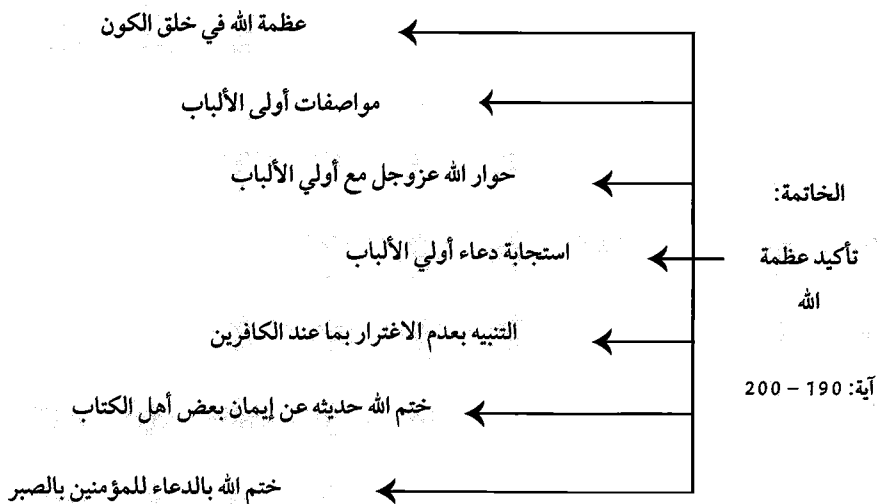 الخاتمة:
تأكيد عظمة
الله
آية: 190 – 200
عظمة الله في خلق الكون
مواصفات أولى الألباب
حوار الله عزوجل مع أولي الألباب
استجابة دعاء أولي الألباب
التنبيه بعدم الاغترار بما عند الكافرين
ختم الله حديثه عن إيمان بعض أهل الكتاب
ختم الله بالدعاء للمؤمنين بالصبر